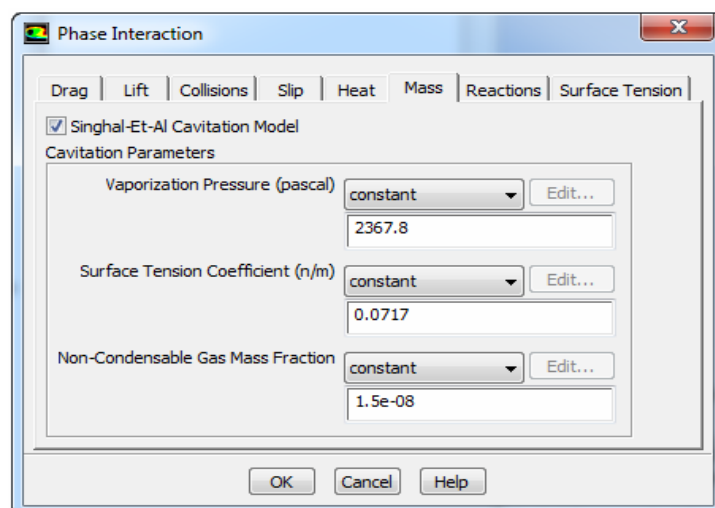 Phase Interaction
Drag Lift Collisions Slip Heat Mass Reactions Surface Tension
Singhal-Et-Al Cavitation Model
Cavitation Parameters
Vaporization Pressure (pascal) constant Edit...
2367.8
Surface Tension Coefficient (n/m) constant Edit...
0.0717
Non-Condensable Gas Mass Fraction constant Edit...
1.5e-08
OK Cancel Help